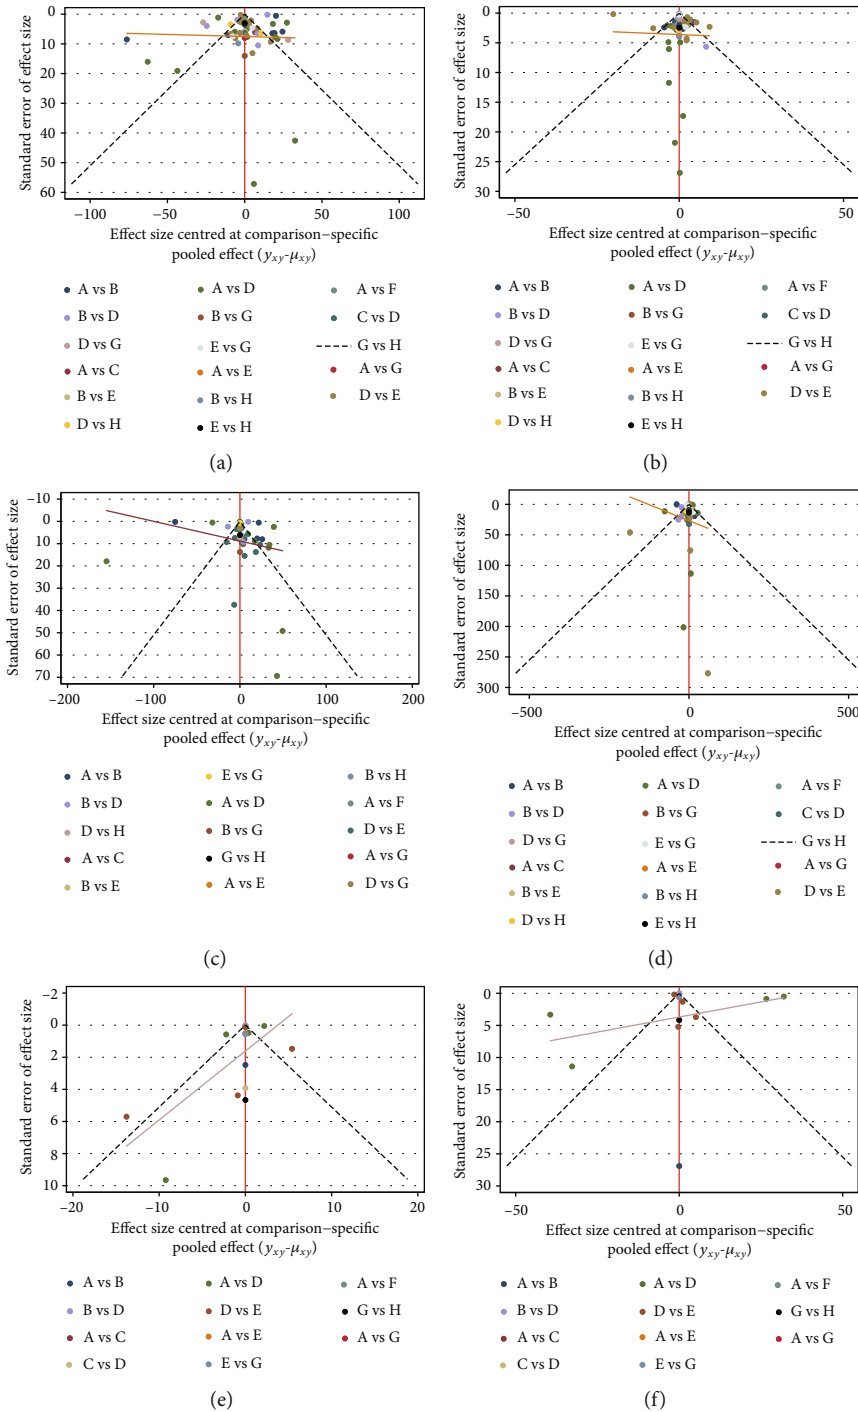 0
10
20
30
40
50
60
Standard error of effect size
−100
−50
0
50
100
Effect size centred at comparison−specific
pooled effect (yxy-μxy)
A vs B
A vs D
A vs F
B vs D
B vs G
C vs D
D vs G
E vs G
G vs H
A vs C
A vs E
A vs G
B vs E
B vs H
D vs E
D vs H
E vs H
(a)
0
5
10
15
20
25
30
Standard error of effect size
−50
0
50
Effect size centred at comparison−specific
pooled effect (yxy-μxy)
A vs B
A vs D
A vs F
B vs D
B vs G
C vs D
D vs G
E vs G
G vs H
A vs C
A vs E
A vs G
B vs E
B vs H
D vs E
D vs H
E vs H
(b)
−10
0
10
20
30
40
50
60
70
Standard error of effect size
−200
−100
0
100
200
Effect size centred at comparison−specific
pooled effect (yxy-μxy)
A vs B
E vs G
B vs H
B vs D
A vs D
A vs F
D vs H
B vs G
D vs E
A vs C
G vs H
A vs G
B vs E
A vs E
D vs G
(c)
0
50
100
150
200
250
300
Standard error of effect size
−500
0
500
Effect size centred at comparison−specific
pooled effect (yxy-μxy)
A vs B
A vs D
A vs F
B vs D
B vs G
C vs D
D vs G
E vs G
G vs H
A vs C
A vs E
A vs G
B vs E
B vs H
D vs E
D vs H
E vs H
(d)
−2
0
2
4
6
8
10
Standard error of effect size
−20
−10
0
10
20
Effect size centred at comparison−specific
pooled effect (yxy-μxy)
A vs B
A vs D
A vs F
B vs D
D vs E
G vs H
A vs C
A vs E
A vs G
C vs D
E vs G
(e)
0
5
10
15
20
25
30
Standard error of effect size
−50
0
50
Effect size centred at comparison−specific
pooled effect (yxy-μxy)
A vs B
A vs D
A vs F
B vs D
D vs E
G vs H
A vs C
A vs E
A vs G
C vs D
E vs G
(f)